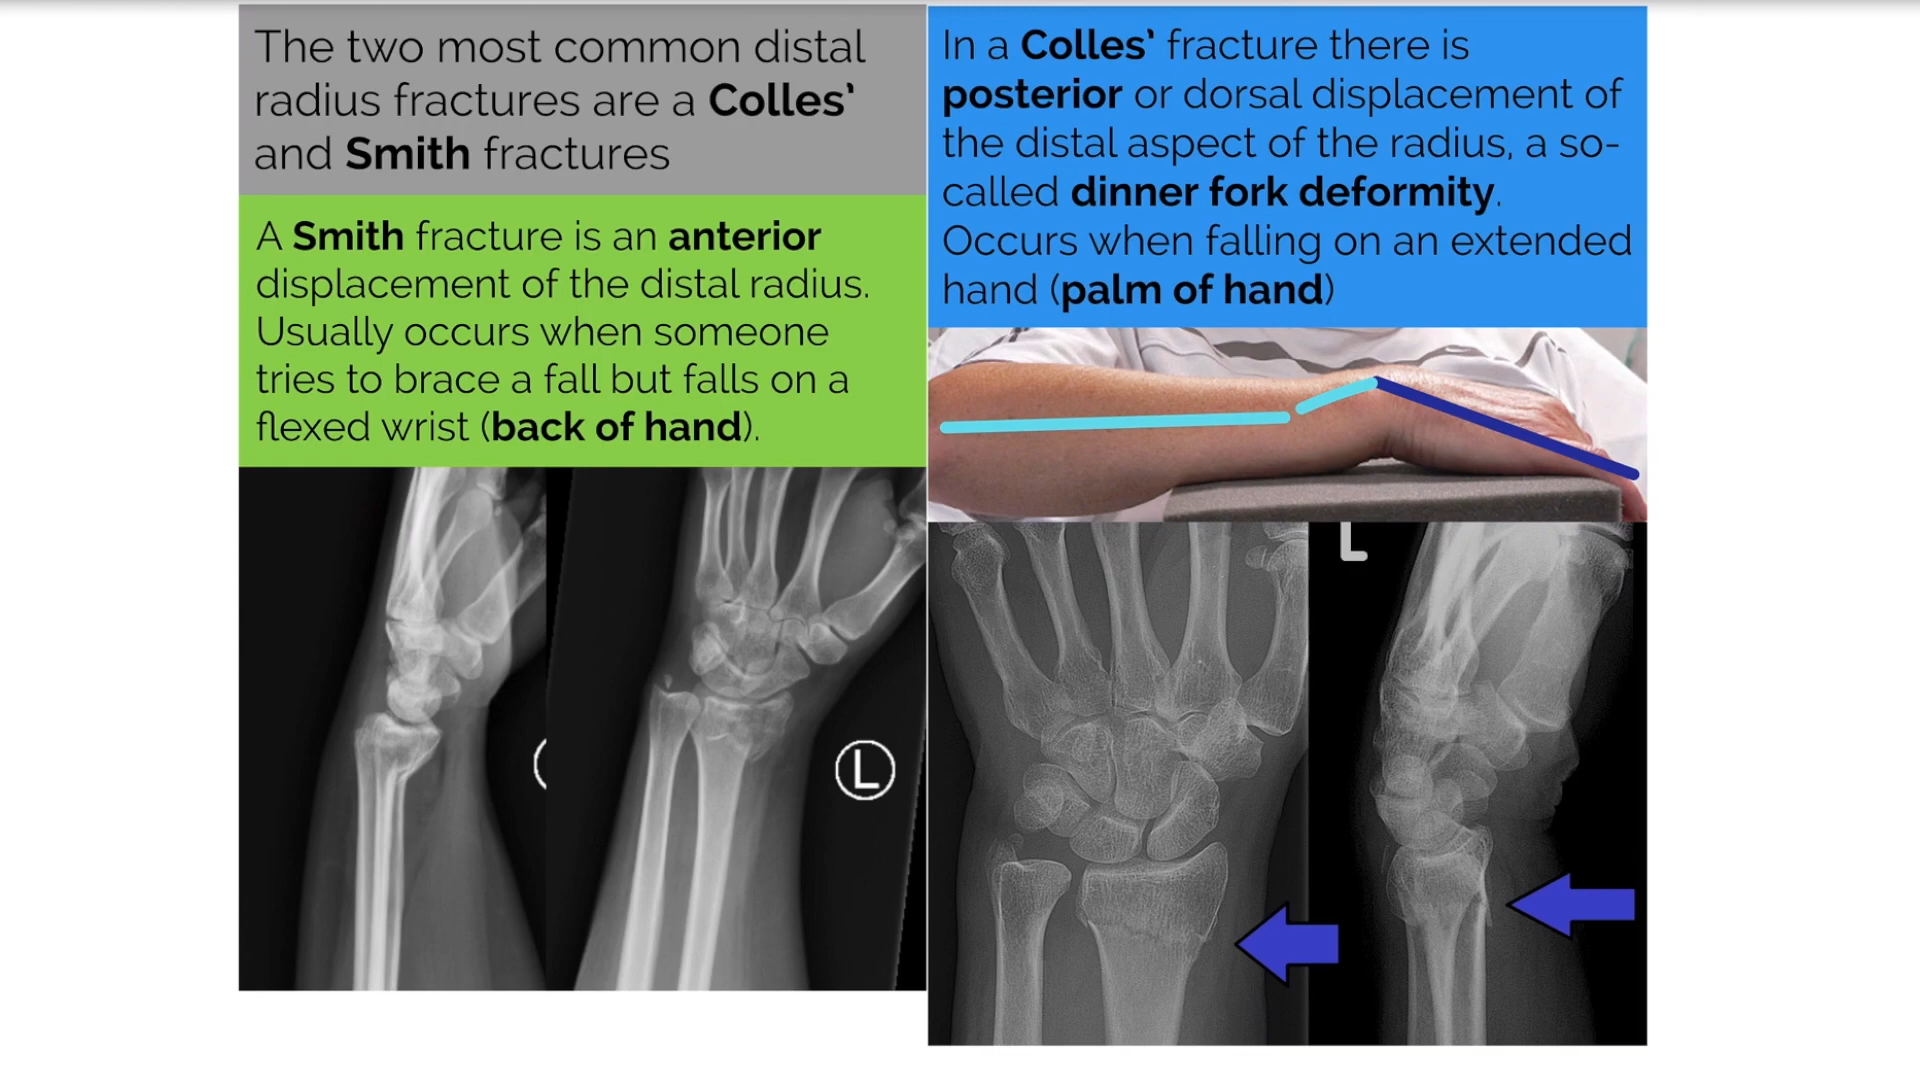 The two most common distal
radius fractures are a Colles’
and Smith fractures
A Smith fracture is an anterior
displacement of the distal radius.
Usually occurs when someone
tries to brace a fall but falls on a
flexed wrist (back of hand).
L
In a Colles’ fracture there is
posterior or dorsal displacement of
the distal aspect of the radius, a so-
called dinner fork deformity.
Occurs when falling on an extended
hand (palm of hand)
L